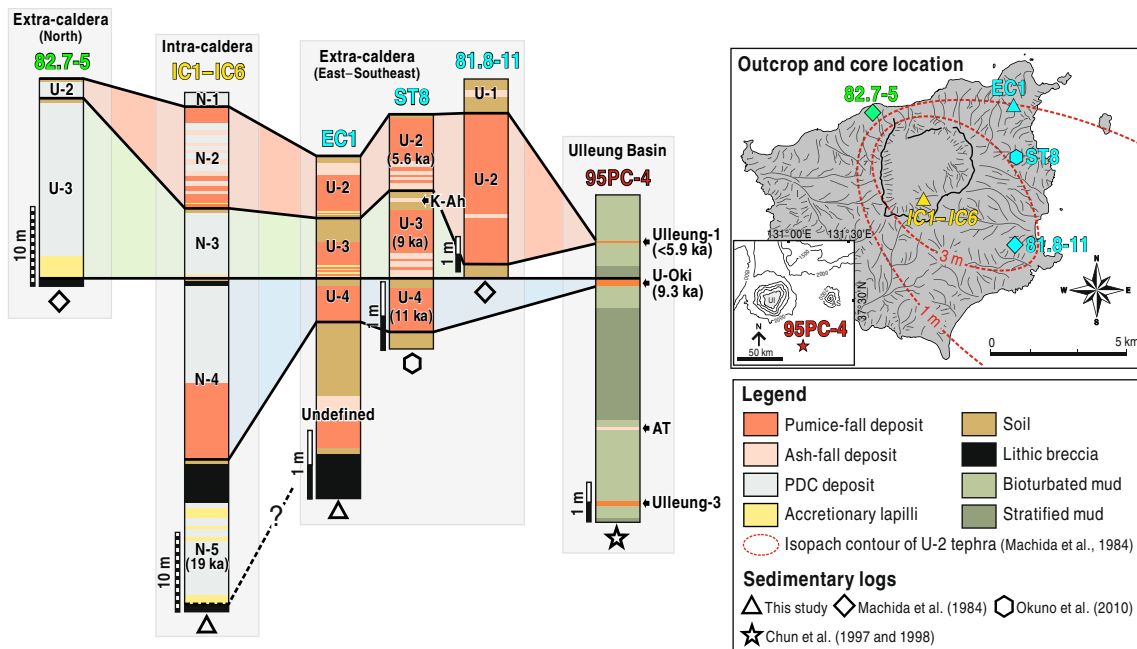 Extra-caldera
(North)
82.7-5
U-2
U-3
10 m
Intra-caldera
IC1–IC6
N-1
N-2
N-3
N-4
N-5
(19 ka)
10 m
?
Extra-caldera
(East–Southeast)
EC1
U-2
U-3
U-4
Undefined
1 m
ST8
U-2
(5.6 ka)
K-Ah
U-3
(9 ka)
U-4
(11 ka)
1 m
81.8-11
U-1
U-2
1 m
Ulleung Basin
95PC-4
Ulleung-1
(<5.9 ka)
U-Oki
(9.3 ka)
AT
Ulleung-3
1 m
Outcrop and core location
82.7-5
EC1
ST8
IC1–IC6
81.8-11
3 m
1 m
131°00'E
131°30'E
37°30'N
Ul
N
95PC-4
50 km
N
W
E
S
0
5 km
Legend
Pumice-fall deposit
Ash-fall deposit
PDC deposit
Accretionary lapilli
Soil
Lithic breccia
Bioturbated mud
Stratified mud
Isopach contour of U-2 tephra (Machida et al., 1984)
Sedimentary logs
This study
Machida et al. (1984)
Okuno et al. (2010)
Chun et al. (1997 and 1998)